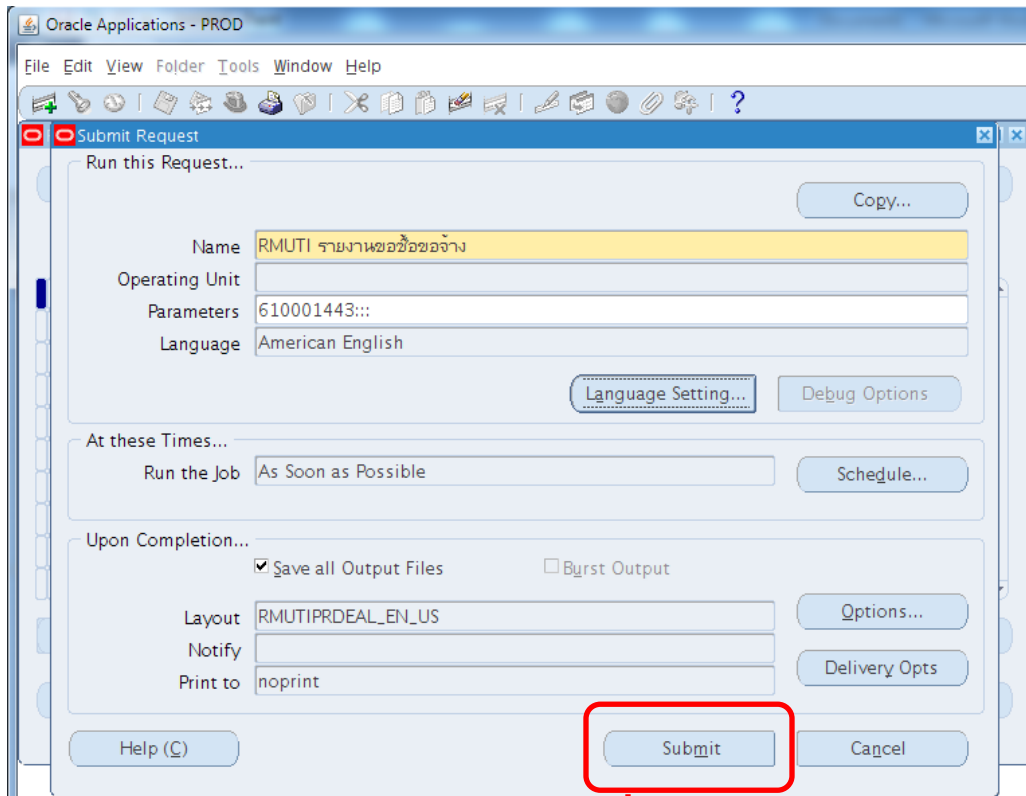 Oracle Applications - PROD
File Edit View Folder Tools Window Help
?
Submit Request
Run this Request...
Copy...
Name RMUTI รายงานขอซื้อขอจ้าง
Operating Unit
Parameters 610001443:::
Language American English
Language Setting... Debug Options
At these Times...
Run the Job As Soon as Possible Schedule...
Upon Completion...
Save all Output Files Burst Output
Layout RMUTIPRDEAL_EN_US Options...
Notify
Delivery Opts
Print to noprint
Help (C) Submit Cancel